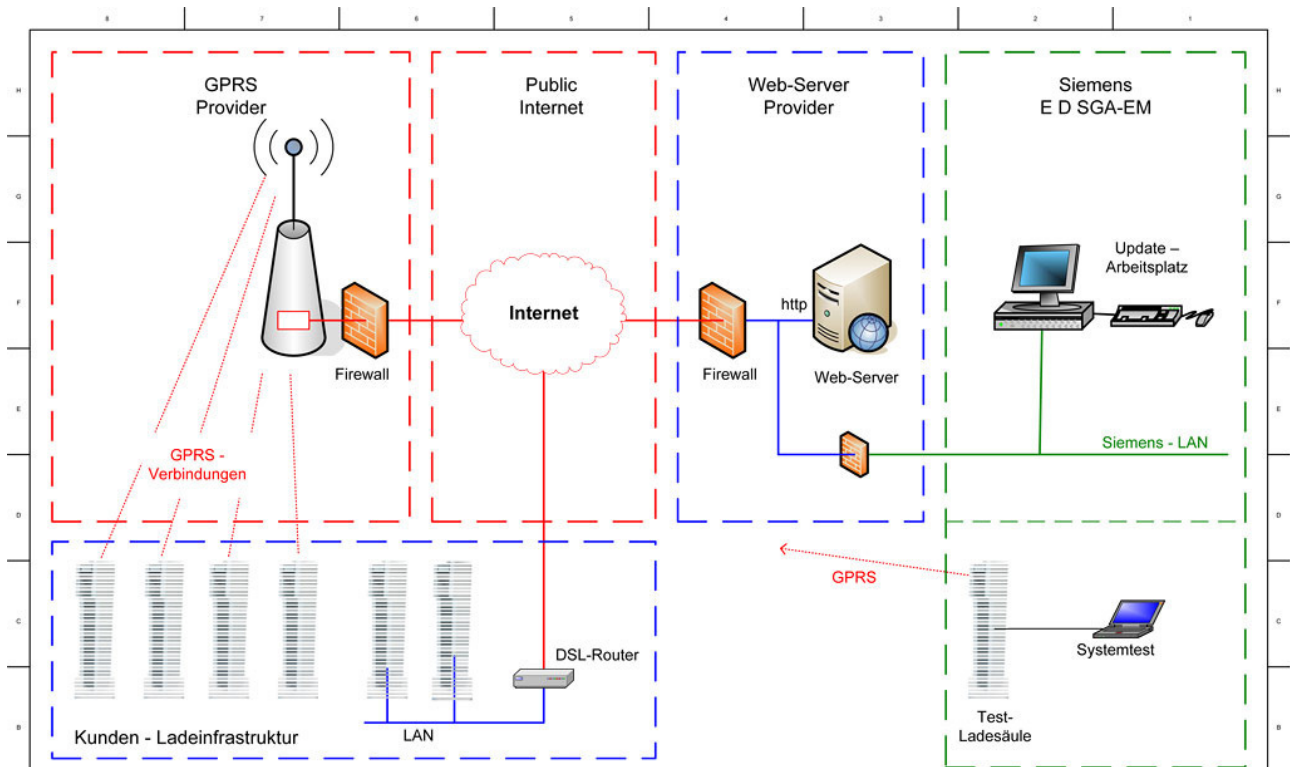 8 7 6 5 4 3 2 1
GPRS
Provider
Public
Internet
Web-Server
Provider
Siemens
E D SGA-EM
H H
G G
Update –
Arbeitsplatz
F F
http
Internet
Firewall
Firewall
Web-Server
E E
Siemens - LAN
GPRS -
Verbindungen
D D
GPRS
C C
Systemtest
DSL-Router
Test-
Ladesäule
B B
LAN
Kunden - Ladeinfrastruktur